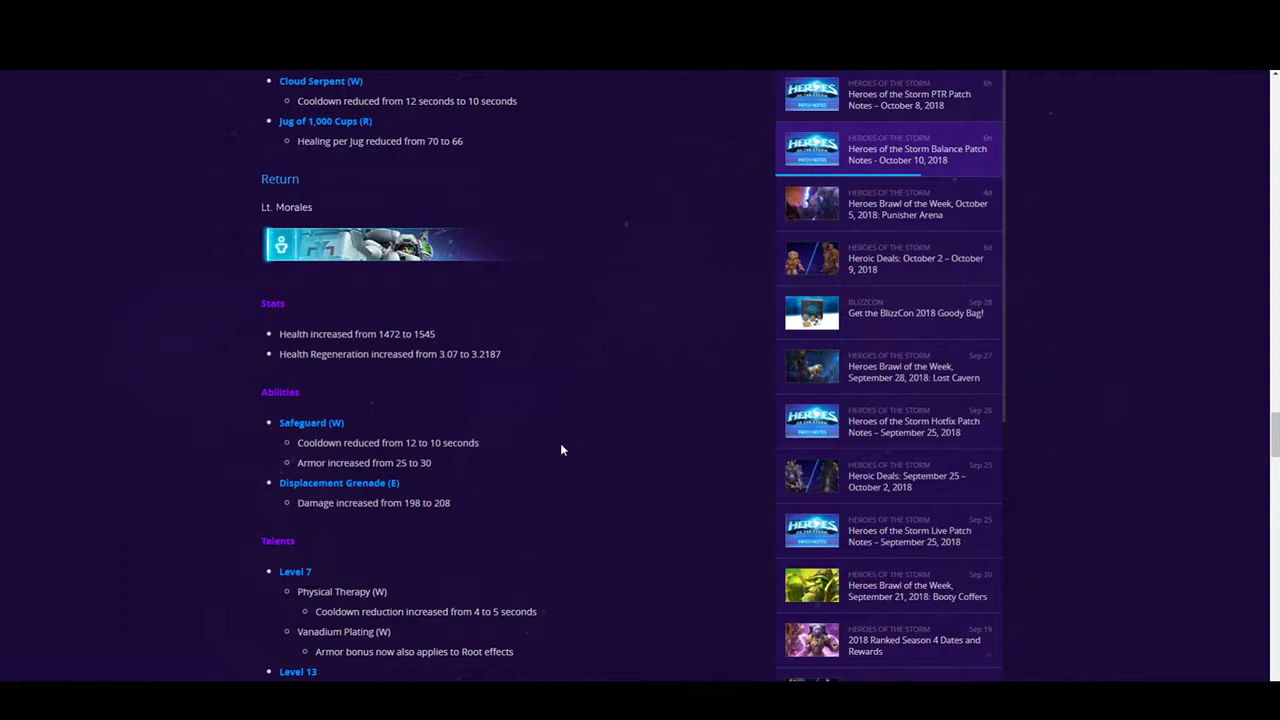 Cloud Serpent (W)
Cooldown reduced from 12 seconds to 10 seconds
Jug of 1,000 Cups (R)
Healing per Jug reduced from 70 to 66
Return
Lt. Morales
Stats
Health increased from 1472 to 1545
Health Regeneration increased from 3.07 to 3.2187
Abilities
Safeguard (W)
Cooldown reduced from 12 to 10 seconds
Armor increased from 25 to 30
Displacement Grenade (E)
Damage increased from 198 to 208
Talents
Level 7
Physical Therapy (W)
Cooldown reduction increased from 4 to 5 seconds
Vanadium Plating (W)
Armor bonus now also applies to Root effects
Level 13
HEROES OF THE STORM 6h
Heroes of the Storm PTR Patch
Notes – October 8, 2018
HEROES OF THE STORM 6h
Heroes of the Storm Balance Patch
Notes - October 10, 2018
HEROES OF THE STORM 4d
Heroes Brawl of the Week, October
5, 2018: Punisher Arena
HEROES OF THE STORM 6d
Heroic Deals: October 2 – October
9, 2018
BLIZZCON Sep 28
Get the BlizzCon 2018 Goody Bag!
HEROES OF THE STORM Sep 27
Heroes Brawl of the Week,
September 28, 2018: Lost Cavern
HEROES OF THE STORM Sep 26
Heroes of the Storm Hotfix Patch
Notes – September 25, 2018
HEROES OF THE STORM Sep 25
Heroic Deals: September 25 –
October 2, 2018
HEROES OF THE STORM Sep 25
Heroes of the Storm Live Patch
Notes – September 25, 2018
HEROES OF THE STORM Sep 20
Heroes Brawl of the Week,
September 21, 2018: Booty Coffers
HEROES OF THE STORM Sep 19
2018 Ranked Season 4 Dates and
Rewards